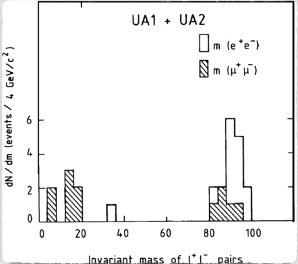 UA1 + UA2
m (e⁺e⁻)
m (μ⁺μ⁻)
dN/dm (events / 4 GeV/c²)
6
4
2
0
0 20 40 60 80 100
Invariant mass of l⁺l⁻ pairs